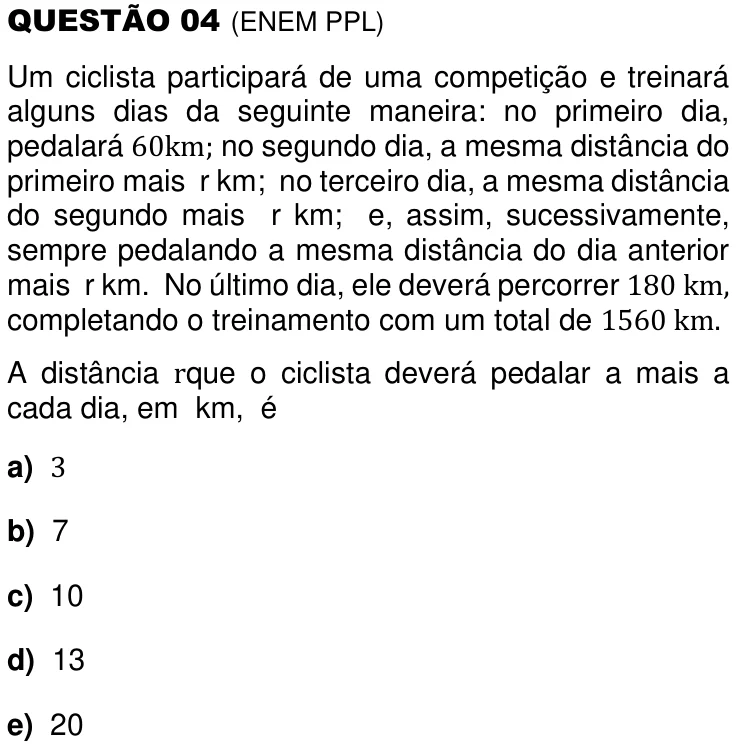 QUESTÃO 04 (ENEM PPL)
Um ciclista participará de uma competição e treinará
alguns dias da seguinte maneira: no primeiro dia,
pedalará 60km; no segundo dia, a mesma distância do
primeiro mais r km; no terceiro dia, a mesma distância
do segundo mais r km; e, assim, sucessivamente,
sempre pedalando a mesma distância do dia anterior
mais r km. No último dia, ele deverá percorrer 180 km,
completando o treinamento com um total de 1560 km.
A distância rque o ciclista deverá pedalar a mais a
cada dia, em km, é
a) 3
b) 7
c) 10
d) 13
e) 20